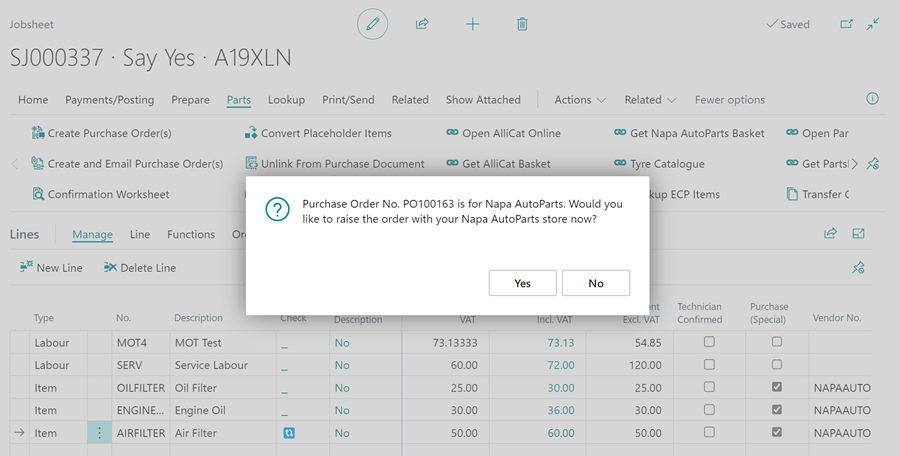 Jobsheet
Saved
SJ000337 · Say Yes · A19XLN
Home Payments/Posting Prepare Parts Lookup Print/Send Related Show Attached Actions Related Fewer options
Create Purchase Order(s) Convert Placeholder Items Open AlliCat Online Get Napa AutoParts Basket Open Par
Create and Email Purchase Order(s) Unlink From Purchase Document Get AlliCat Basket Tyre Catalogue Get Parts
Confirmation Worksheet kup ECP Items Transfer C
Purchase Order No. PO100163 is for Napa AutoParts. Would you
like to raise the order with your Napa AutoParts store now?
Yes No
Lines Manage Line Functions Or
New Line Delete Line
Type No. Description Check Description VAT Incl. VAT Excl. VAT Technician Confirmed Purchase (Special) Vendor No.
Labour MOT4 MOT Test _ No 73.13333 73.13 54.85
Labour SERV Service Labour _ No 60.00 72.00 120.00
Item OILFILTER Oil Filter _ No 25.00 30.00 25.00 NAPAAUTO
Item ENGINE... Engine Oil _ No 30.00 36.00 30.00 NAPAAUTO
Item AIRFILTER Air Filter No 50.00 60.00 50.00 NAPAAUTO